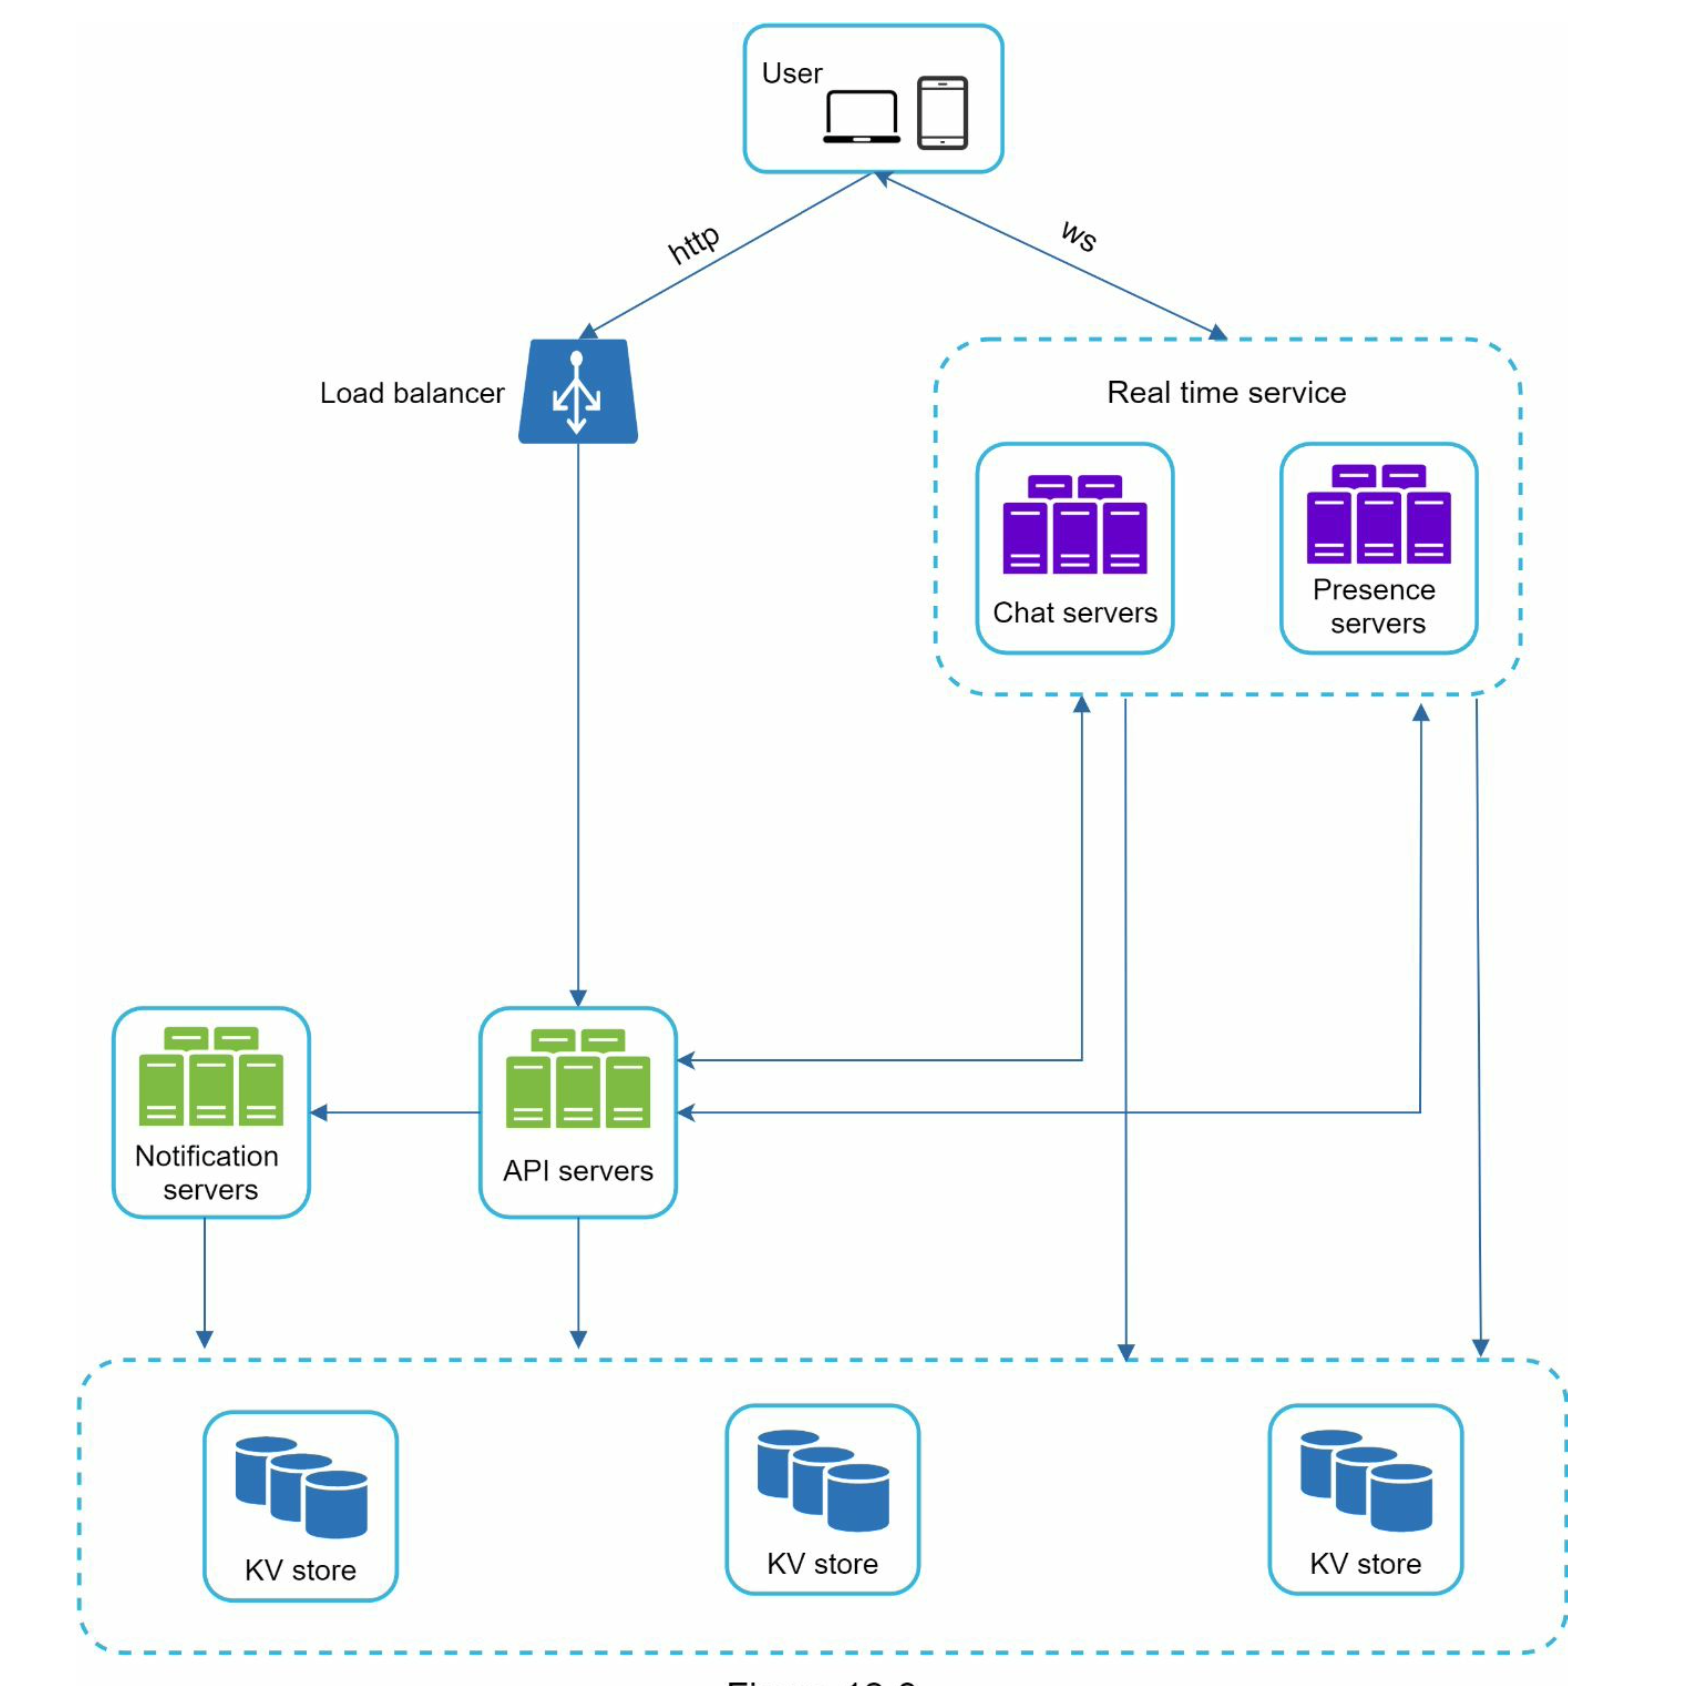 User
http
ws
Load balancer
Real time service
Chat servers
Presence
servers
Notification
servers
API servers
KV store
KV store
KV store